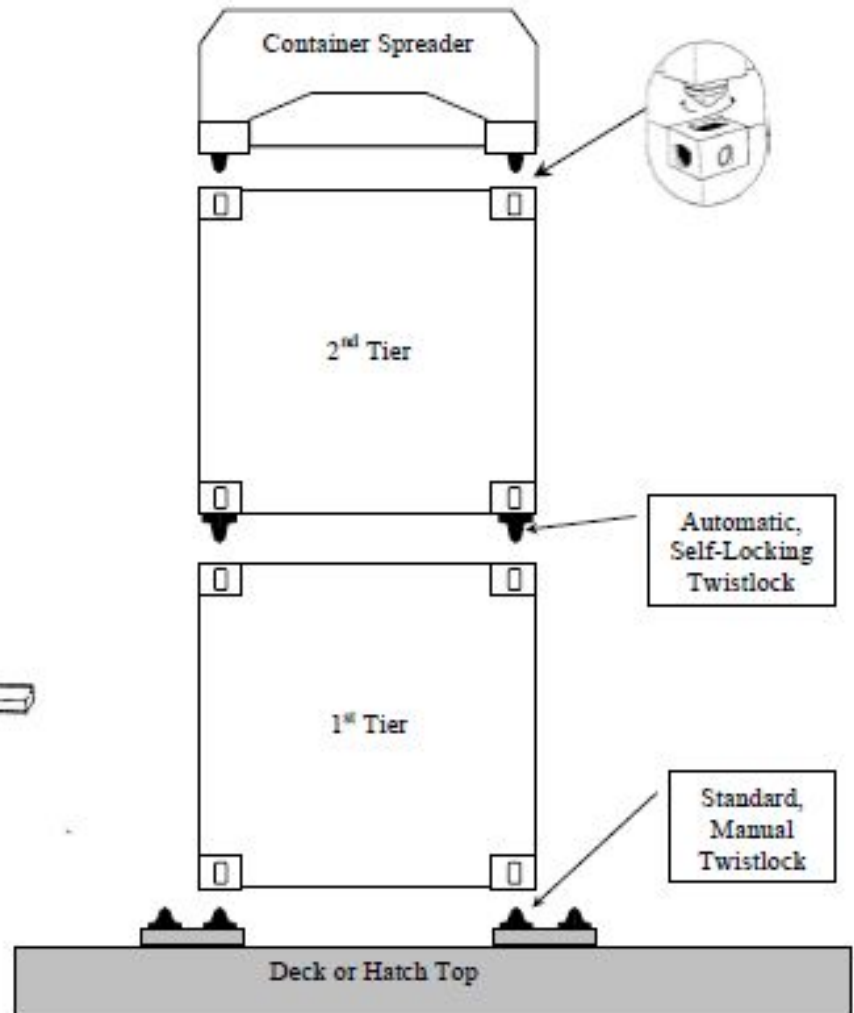 Container Spreader
2nd Tier
Automatic,
Self-Locking
Twistlock
1st Tier
Standard,
Manual
Twistlock
Deck or Hatch Top